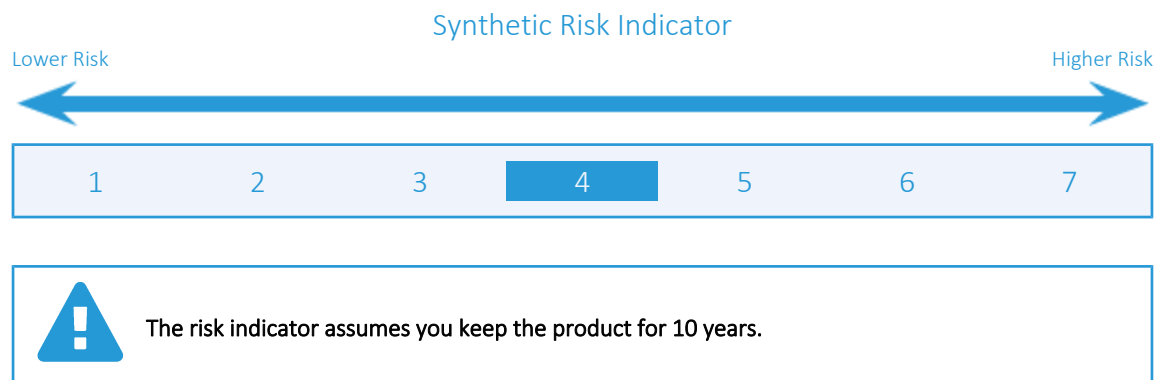 Synthetic Risk Indicator
Lower Risk Higher Risk
1 2 3 4 5 6 7
The risk indicator assumes you keep the product for 10 years.